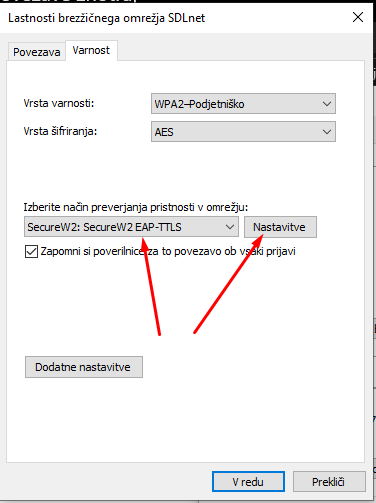 Lastnosti brezžičnega omrežja SDLnet
Povezava
Varnost
Vrsta varnosti:
WPA2–Podjetniško
Vrsta šifriranja:
AES
Izberite način preverjanja pristnosti v omrežju:
SecureW2: SecureW2 EAP-TTLS
Nastavitve
Zapomni si poverilnice za to povezavo ob vsaki prijavi
Dodatne nastavitve
V redu
Prekliči